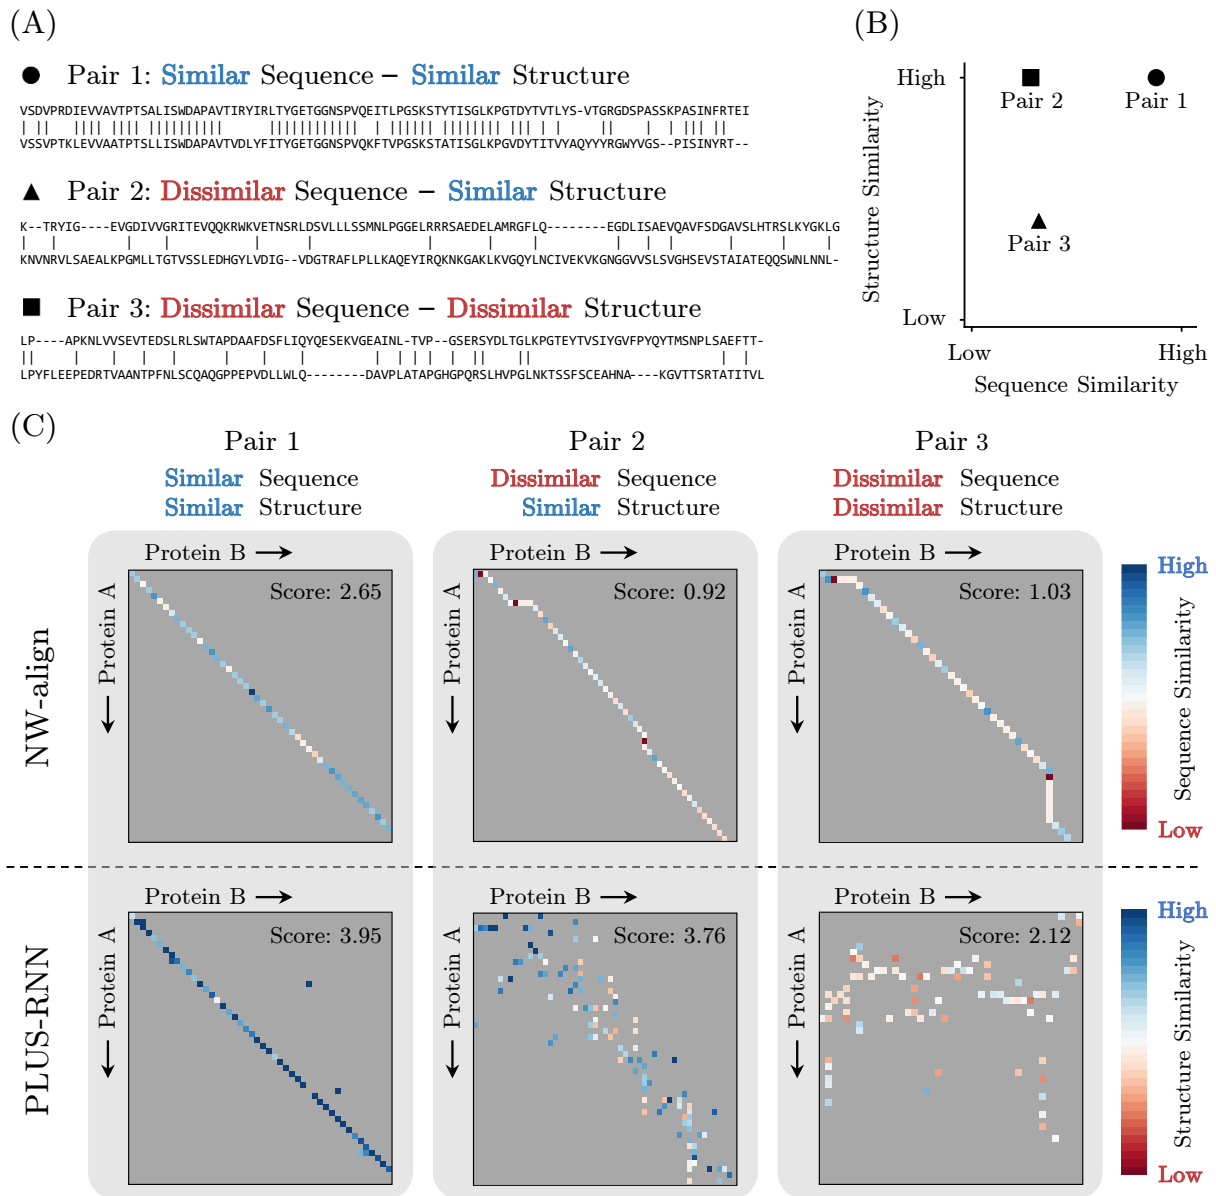 (A)
Pair 1: Similar Sequence – Similar Structure
VSDVPRDIEVVAVTPTSALISWDAPAVTIRYIRLTYGETGGNSPVQEITLPGSKSTYTISGLKPGTDYTVTLYS-VTGRGDSPASSKPASINFRTEI
VSSVPTKLEVVAATPTSLLISWDAPAVTVDLYFITYGETGGNSPVQKFTVPGSKSTATISGLKPGVDYTITVYAQYYYRGWYVGS--PISINYRT--
Pair 2: Dissimilar Sequence – Similar Structure
K--TRYIG----EVGDIVVGRITEVQQKRWKVETNSRLDSVLLLSSMNLPGGELRRRSAEDELAMRGFLQ--------EGDLISAEVQAVFSDGAVSLHTRSLKYGKLG
KNVNRVLSAEALKPGMLLTGTVSSLEDHGYLVDIG--VDGTRAFLPLLKAQEYIRQKNKGAKLKVGQYLNCIVEKVKGNGGVVSLSVGHSEVSTAIATEQQSWNLNNL-
Pair 3: Dissimilar Sequence – Dissimilar Structure
LP----APKNLVVSEVTEDSLRLSWTAPDAAFDSFLIQYQESEKVGEAINL-TVP--GSERSYDLTGLKPGTEYTVSIYGVFPYQYTMSNPLSAEFTT-
LPYFLEEPEDRTVAANTPFNLSCQAQGPPEPVDLLWLQ--------DAVPLATAPGHGPQRSLHVPGLNKTSSFSCEAHNA----KGVTTSRTATITVL
(B)
Structure Similarity
High
Low
Pair 2
Pair 1
Pair 3
Low
High
Sequence Similarity
(C)
Pair 1
Similar Sequence
Similar Structure
Pair 2
Dissimilar Sequence
Similar Structure
Pair 3
Dissimilar Sequence
Dissimilar Structure
NW-align
Protein B
Protein A
Score: 2.65
Protein B
Protein A
Score: 0.92
Protein B
Protein A
Score: 1.03
High
Sequence Similarity
Low
PLUS-RNN
Protein B
Protein A
Score: 3.95
Protein B
Protein A
Score: 3.76
Protein B
Protein A
Score: 2.12
High
Structure Similarity
Low